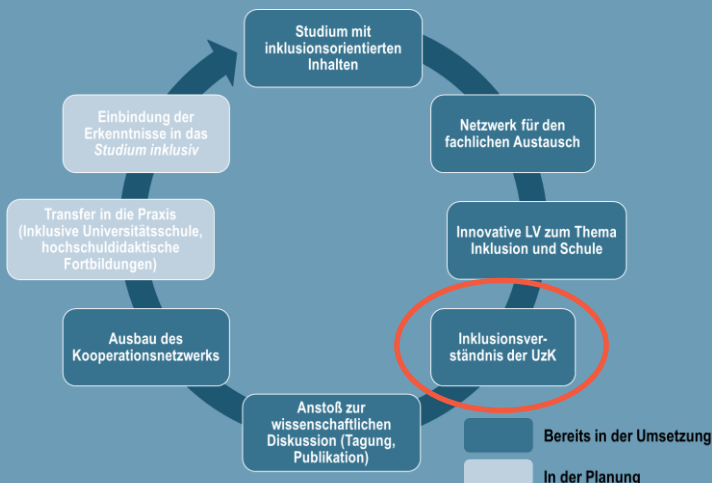 Studium mit
inklusionsorientierten
Inhalten
Netzwerk für den
fachlichen Austausch
Innovative LV zum Thema
Inklusion und Schule
Inklusionsver-
ständnis der UzK
Anstoß zur
wissenschaftlichen
Diskussion (Tagung,
Publikation)
Ausbau des
Kooperationsnetzwerks
Transfer in die Praxis
(Inklusive Universitätsschule,
hochschuldidaktische
Fortbildungen)
Einbindung der
Erkenntnisse in das
Studium inklusiv
Bereits in der Umsetzung
In der Planung